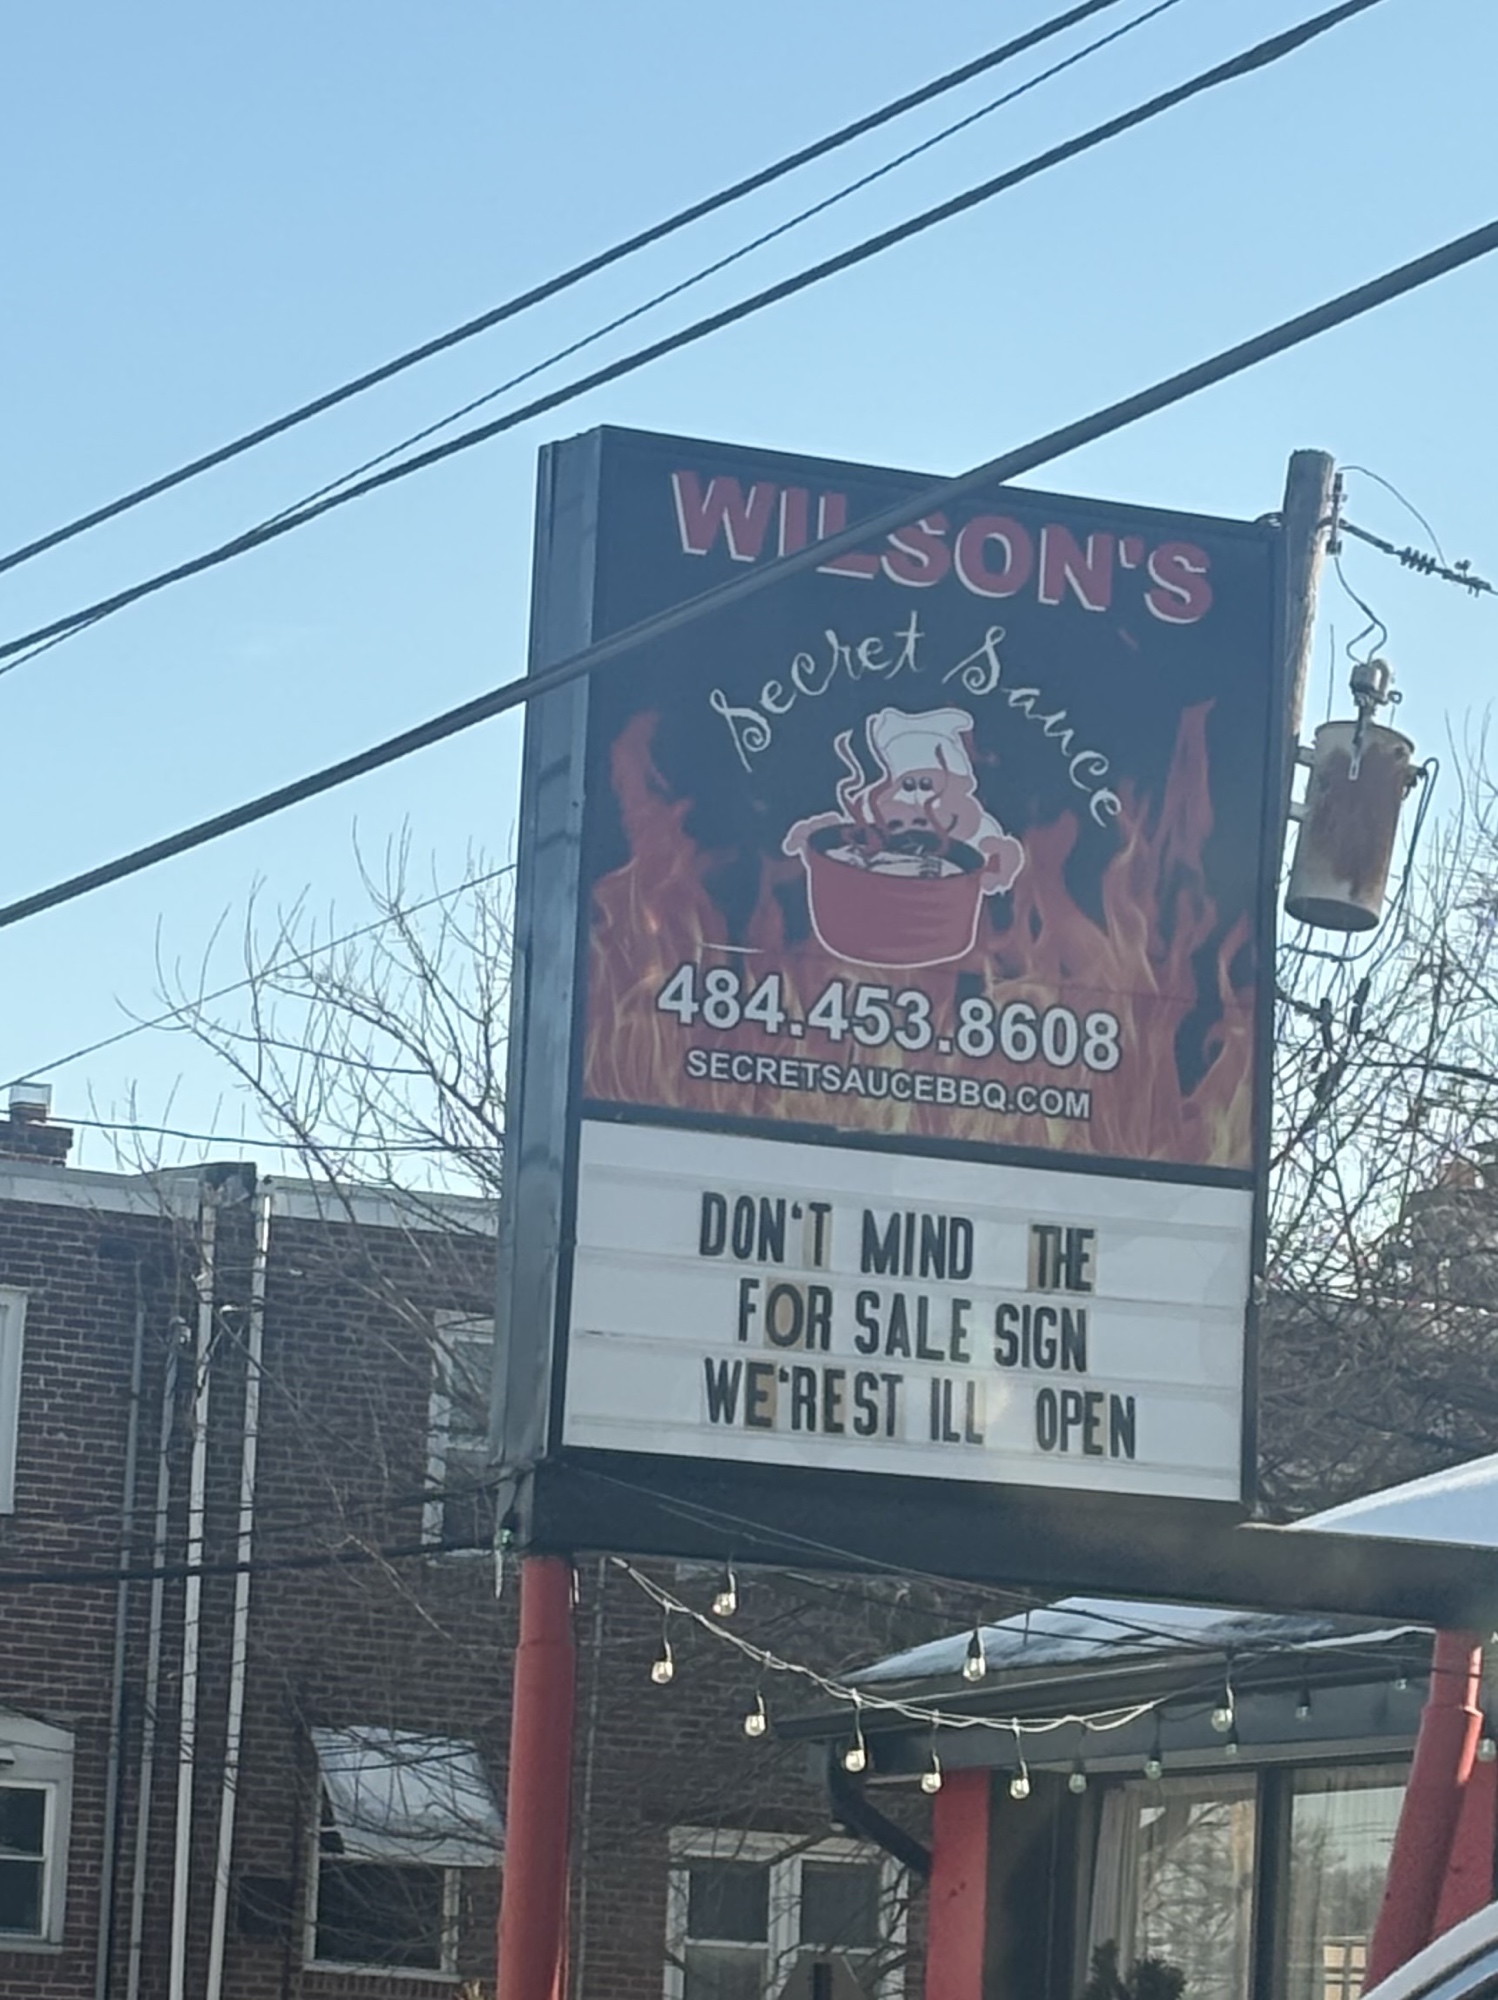 WILSON'S
Secret Sauce
484.453.8608
SECRETSAUCEBBQ.COM
DON'T MIND THE
FOR SALE SIGN
WE'REST ILL OPEN